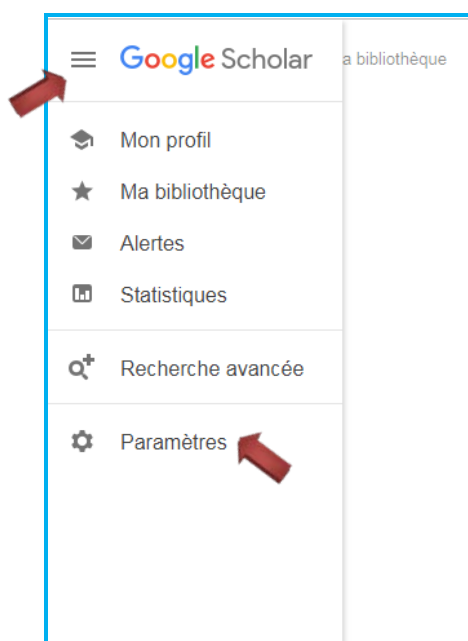 Google Scholar
a bibliothèque
Mon profil
Ma bibliothèque
Alertes
Statistiques
Recherche avancée
Paramètres